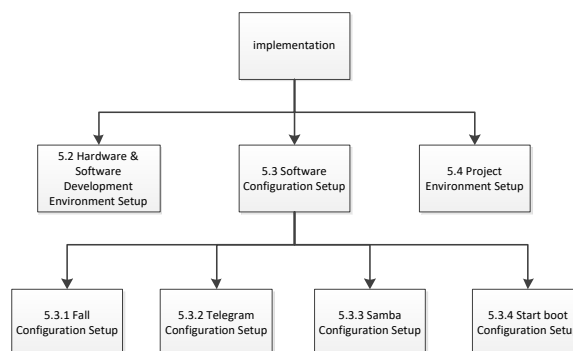 implementation
5.2 Hardware &
Software
Development
Environment Setup
5.3 Software
Configuration Setup
5.4 Project
Environment Setup
5.3.1 Fall
Configuration Setup
5.3.2 Telegram
Configuration Setup
5.3.3 Samba
Configuration Setup
5.3.4 Start boot
Configuration Setup